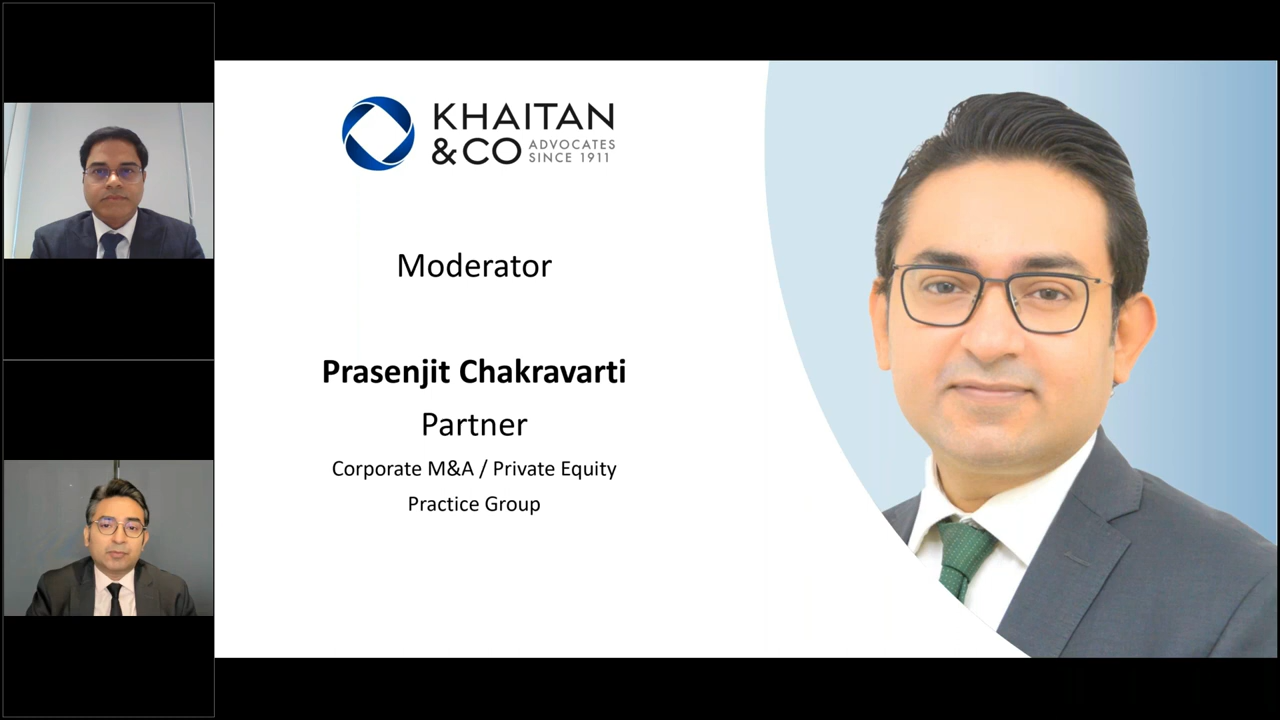 KHAITAN
&CO ADVOCATES
SINCE 1911
Moderator
Prasenjit Chakravarti
Partner
Corporate M&A / Private Equity
Practice Group